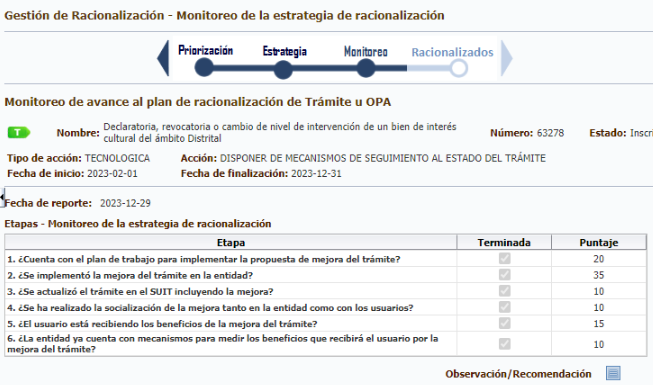 Gestión de Racionalización - Monitoreo de la estrategia de racionalización
Priorización Estrategia Monitoreo Racionalizados
Monitoreo de avance al plan de racionalización de Trámite u OPA
T Nombre: Declaratoria, revocatoria o cambio de nivel de intervención de un bien de interés cultural del ámbito Distrital Número: 63278 Estado: Inscri
Tipo de acción: TECNOLOGICA Acción: DISPONER DE MECANISMOS DE SEGUIMIENTO AL ESTADO DEL TRÁMITE
Fecha de inicio: 2023-02-01 Fecha de finalización: 2023-12-31
Fecha de reporte: 2023-12-29
Etapas - Monitoreo de la estrategia de racionalización
Etapa Terminada Puntaje
1. ¿Cuenta con el plan de trabajo para implementar la propuesta de mejora del trámite? 20
2. ¿Se implementó la mejora del trámite en la entidad? 35
3. ¿Se actualizó el trámite en el SUIT incluyendo la mejora? 10
4. ¿Se ha realizado la socialización de la mejora tanto en la entidad como con los usuarios? 10
5. ¿El usuario está recibiendo los beneficios de la mejora del trámite? 15
6. ¿La entidad ya cuenta con mecanismos para medir los beneficios que recibirá el usuario por la
mejora del trámite? 10
Observación/Recomendación